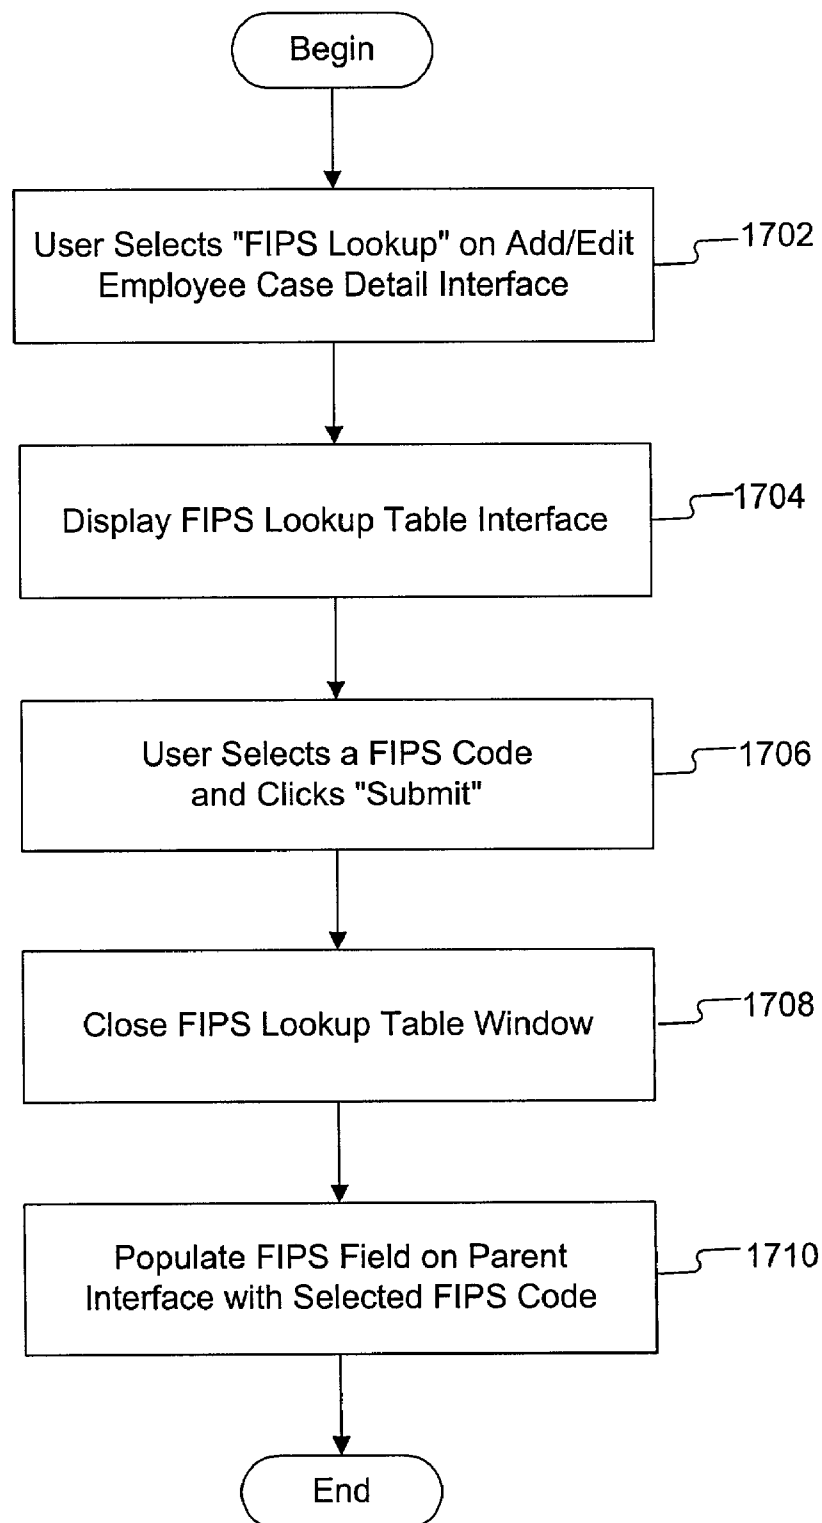 Begin
User Selects "FIPS Lookup" on Add/Edit
Employee Case Detail Interface
1702
Display FIPS Lookup Table Interface
1704
User Selects a FIPS Code
and Clicks "Submit"
1706
Close FIPS Lookup Table Window
1708
Populate FIPS Field on Parent
Interface with Selected FIPS Code
1710
End